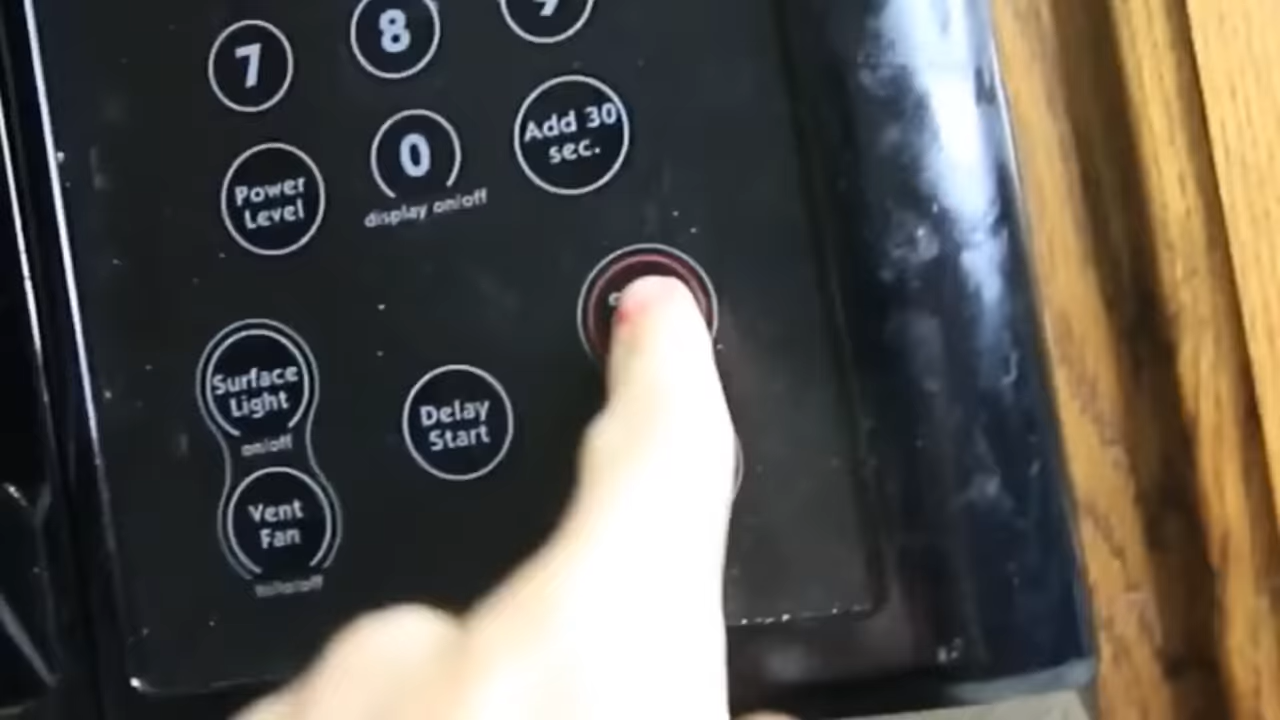 7
8
9
Power
Level
0
display on/off
Add 30
sec.
Surface
Light
on/off
Delay
Start
Vent
Fan